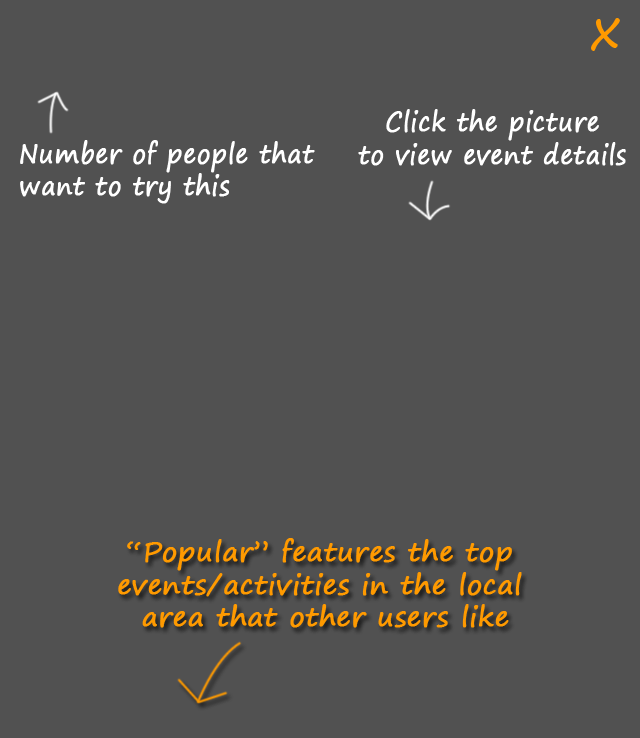 X
Click the picture
to view event details
Number of people that
want to try this
“Popular” features the top
events/activities in the local
area that other users like